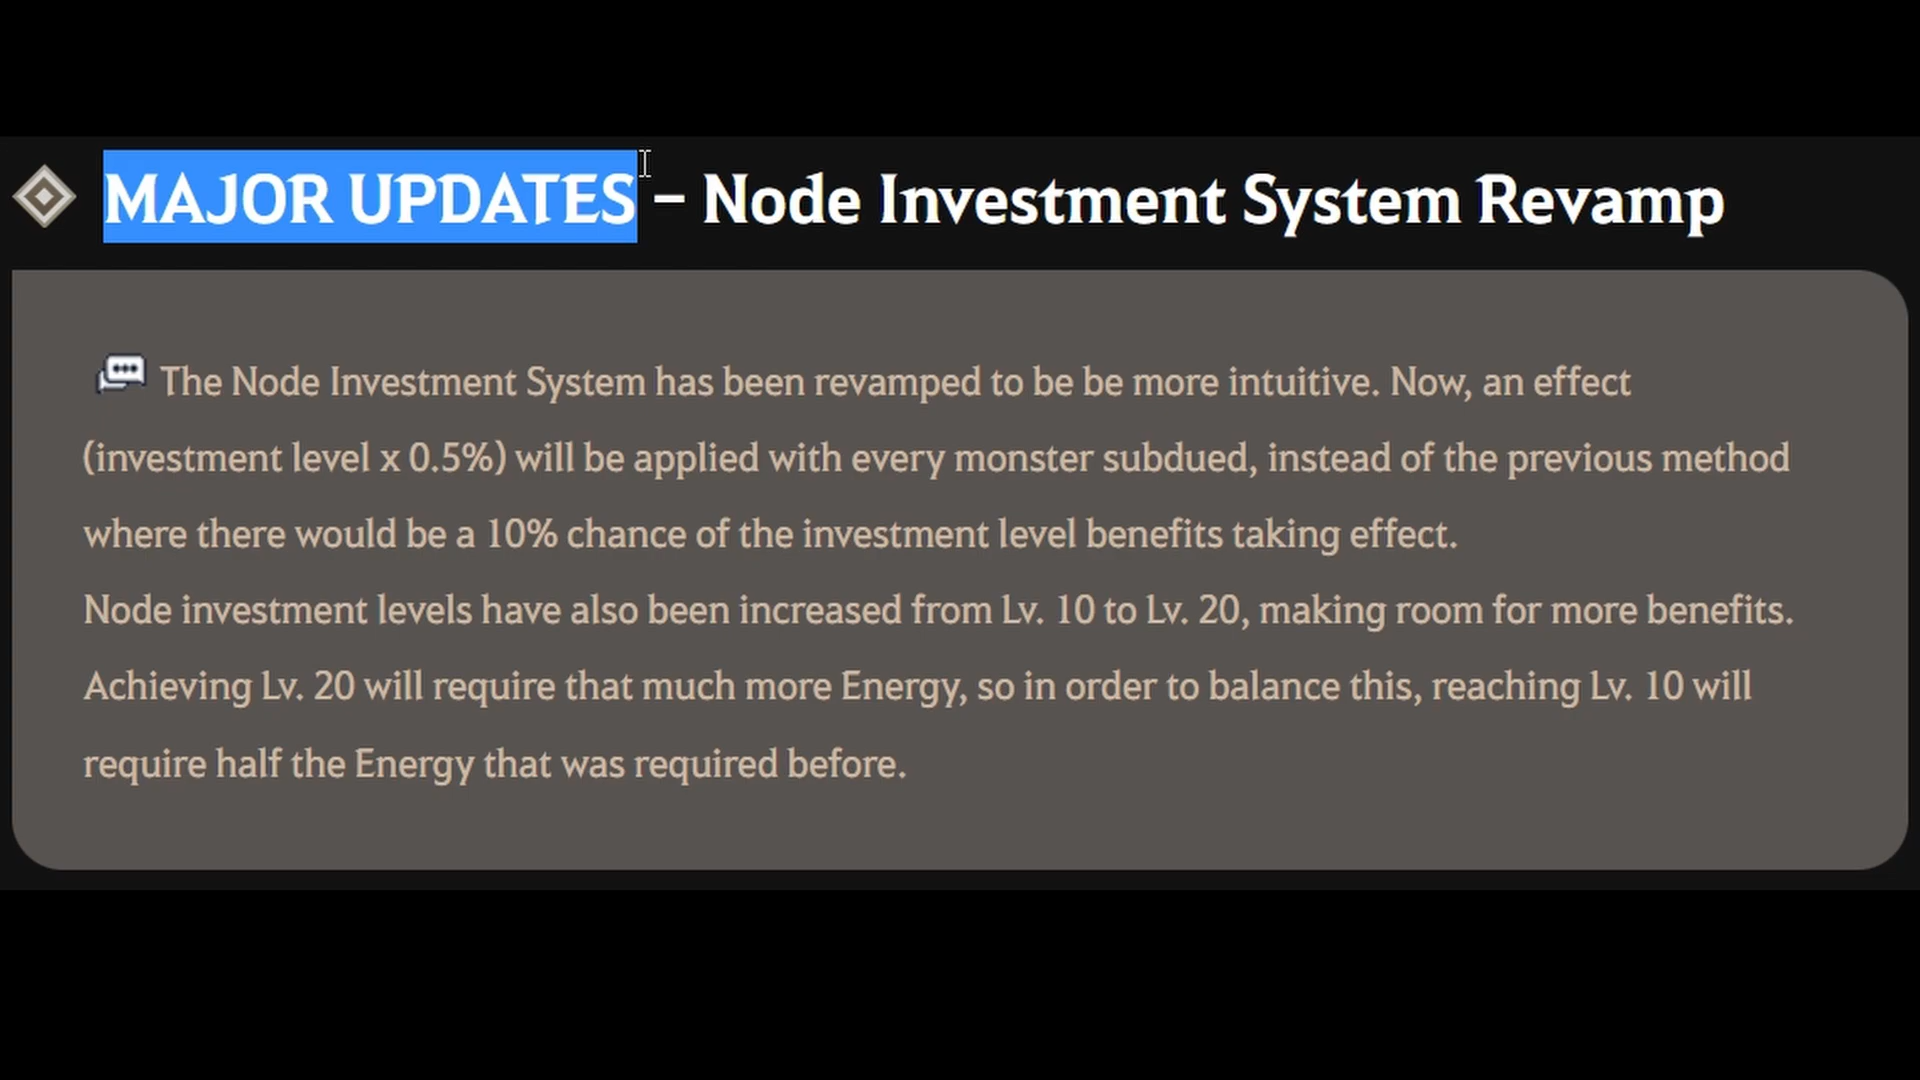 MAJOR UPDATES – Node Investment System Revamp
The Node Investment System has been revamped to be be more intuitive. Now, an effect
(investment level x 0.5%) will be applied with every monster subdued, instead of the previous method
where there would be a 10% chance of the investment level benefits taking effect.
Node investment levels have also been increased from Lv. 10 to Lv. 20, making room for more benefits.
Achieving Lv. 20 will require that much more Energy, so in order to balance this, reaching Lv. 10 will
require half the Energy that was required before.